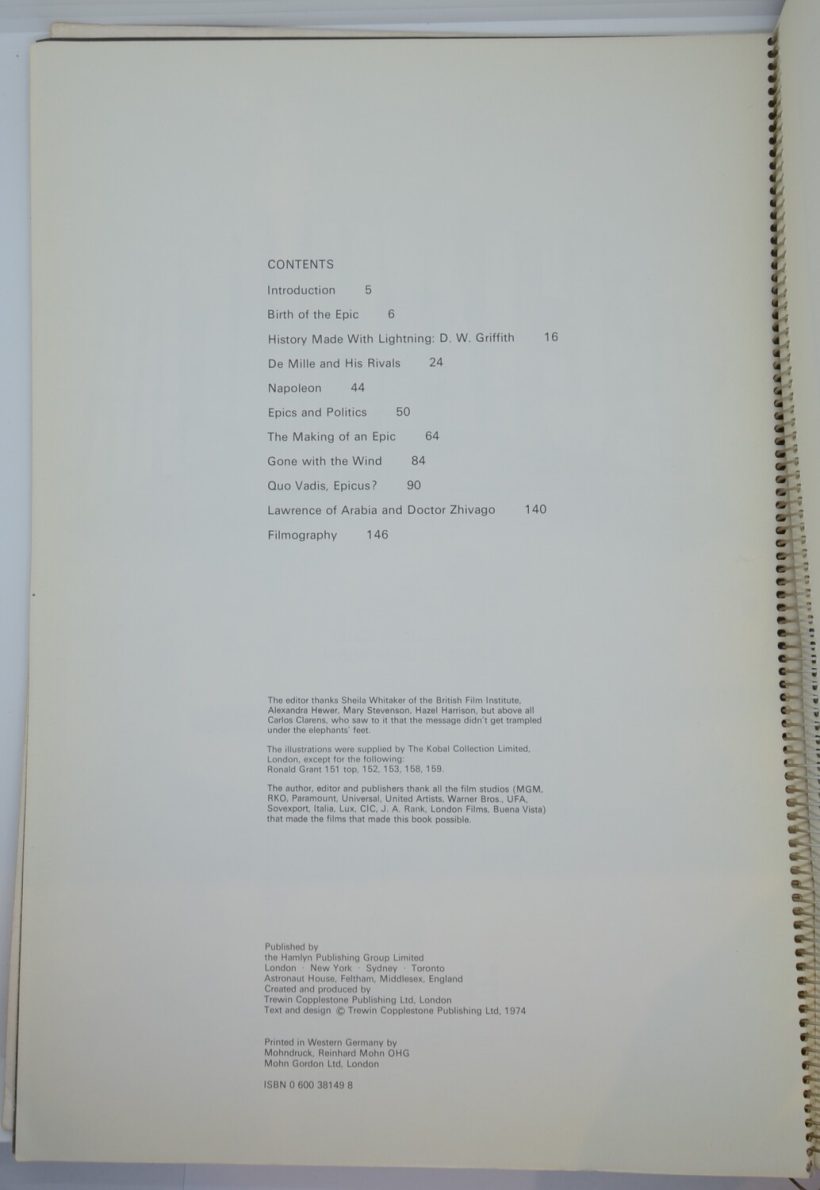 CONTENTS
Introduction 5
Birth of the Epic 6
History Made With Lightning: D. W. Griffith 16
De Mille and His Rivals 24
Napoleon 44
Epics and Politics 50
The Making of an Epic 64
Gone with the Wind 84
Quo Vadis, Epicus? 90
Lawrence of Arabia and Doctor Zhivago 140
Filmography 146
The editor thanks Sheila Whitaker of the British Film Institute,
Alexandra Hewer, Mary Stevenson, Hazel Harrison, but above all
Carlos Clarens, who saw to it that the message didn't get trampled
under the elephants' feet.
The illustrations were supplied by The Kobal Collection Limited,
London, except for the following:
Ronald Grant 151 top, 152, 153, 158, 159.
The author, editor and publishers thank all the film studios (MGM,
RKO, Paramount, Universal, United Artists, Warner Bros., UFA,
Sovexport, Italia, Lux, CIC, J. A. Rank, London Films, Buena Vista)
that made the films that made this book possible.
Published by
the Hamlyn Publishing Group Limited
London · New York · Sydney · Toronto
Astronaut House, Feltham, Middlesex, England
Created and produced by
Trewin Copplestone Publishing Ltd, London
Text and design © Trewin Copplestone Publishing Ltd, 1974
Printed in Western Germany by
Mohndruck, Reinhard Mohn OHG
Mohn Gordon Ltd, London
ISBN 0 600 38149 8